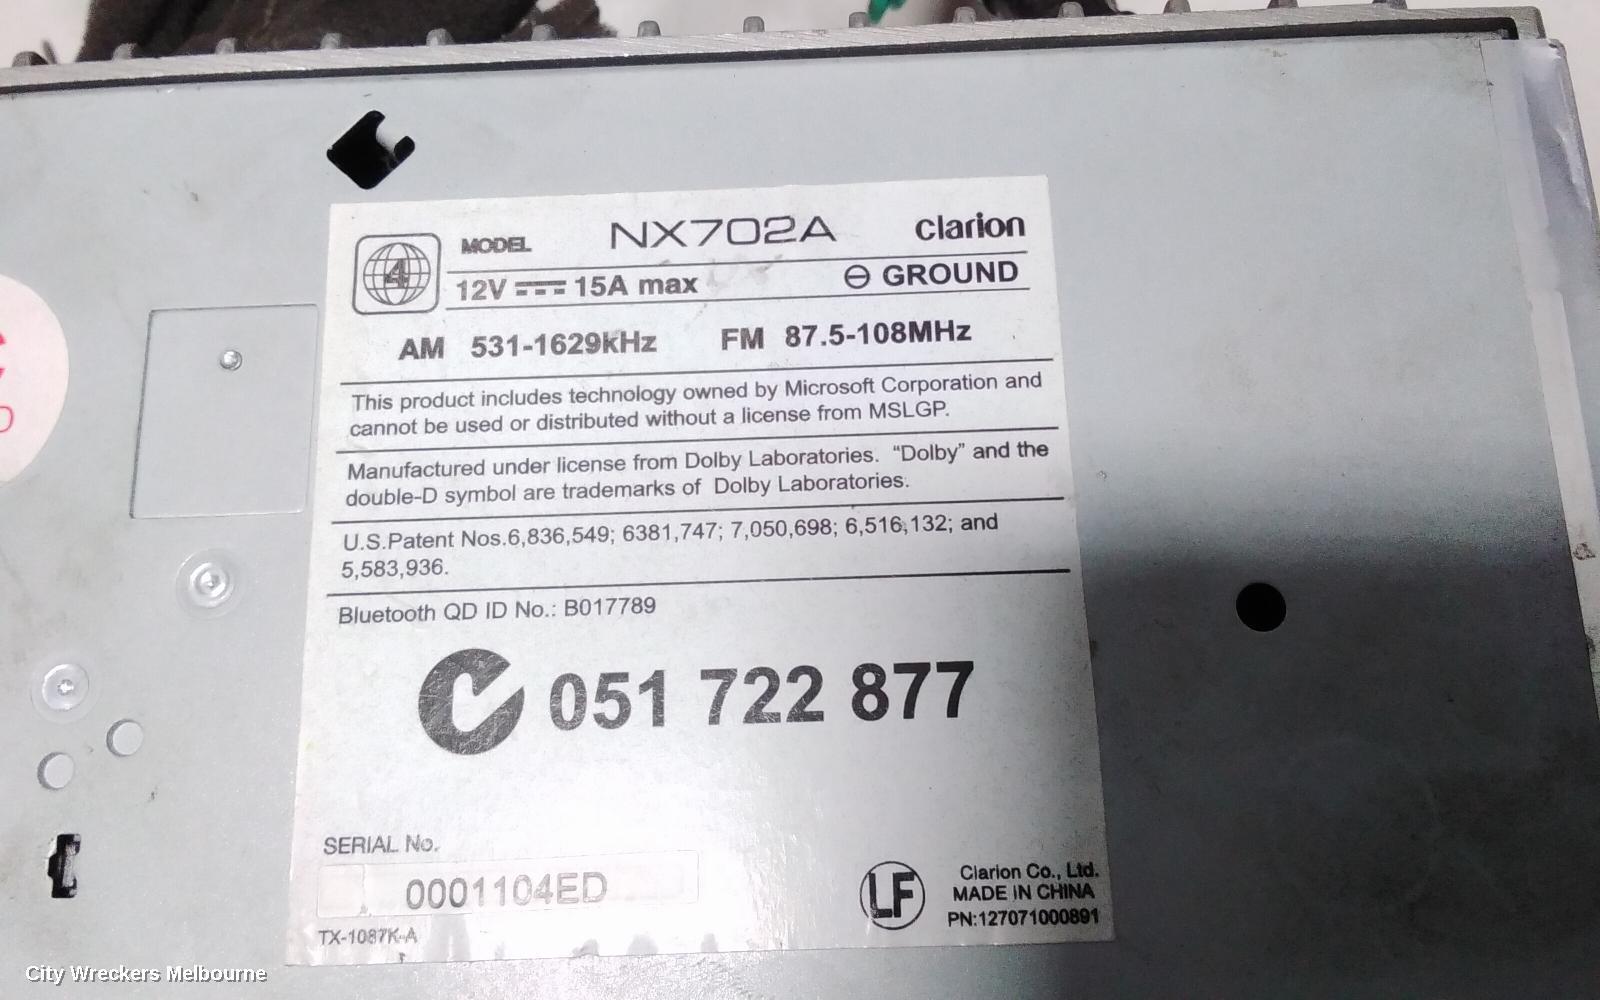 4
MODEL NX702A clarion
12V 15A max ⊖ GROUND
AM 531-1629kHz FM 87.5-108MHz
This product includes technology owned by Microsoft Corporation and
cannot be used or distributed without a license from MSLGP.
Manufactured under license from Dolby Laboratories. “Dolby” and the
double-D symbol are trademarks of Dolby Laboratories.
U.S.Patent Nos.6,836,549; 6381,747; 7,050,698; 6,516,132; and
5,583,936.
Bluetooth QD ID No.: B017789
051 722 877
SERIAL No.
0001104ED
TX-1087K-A
LF
Clarion Co., Ltd.
MADE IN CHINA
PN:127071000891
City Wreckers Melbourne